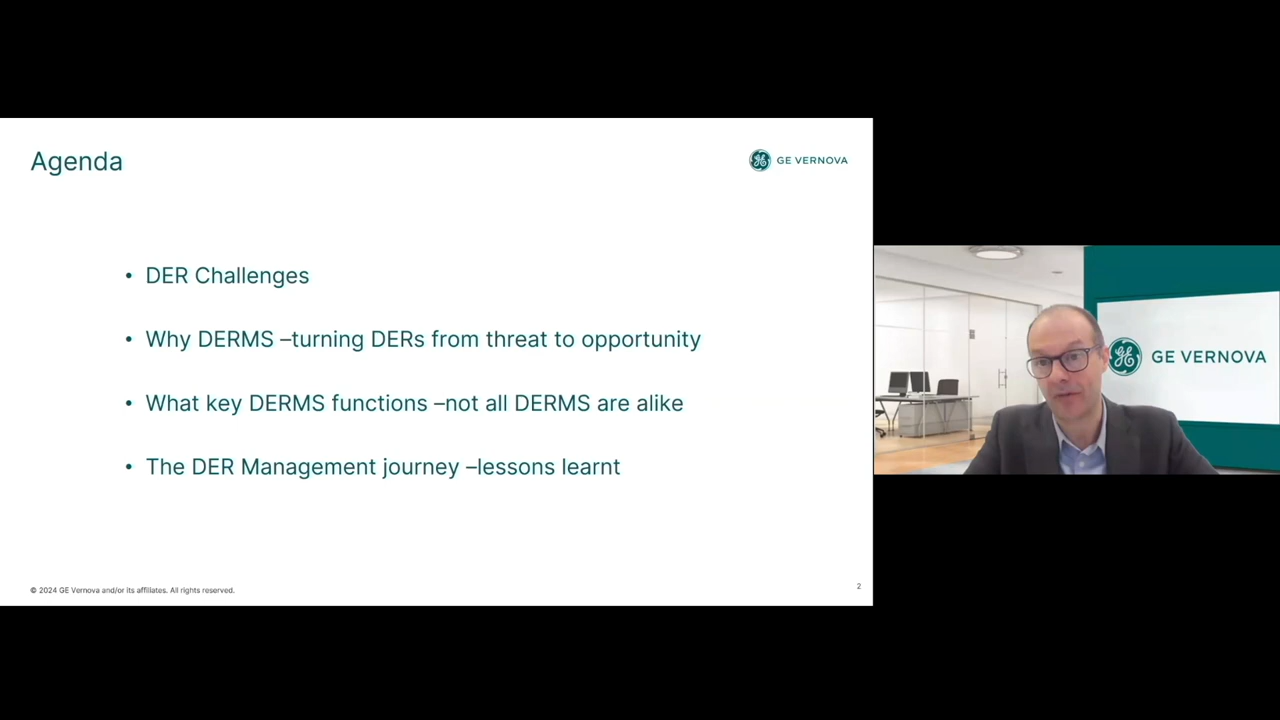 Agenda
GE VERNOVA
• DER Challenges
• Why DERMS –turning DERs from threat to opportunity
• What key DERMS functions –not all DERMS are alike
• The DER Management journey –lessons learnt
© 2024 GE Vernova and/or its affiliates. All rights reserved.
2
GE VERNOVA